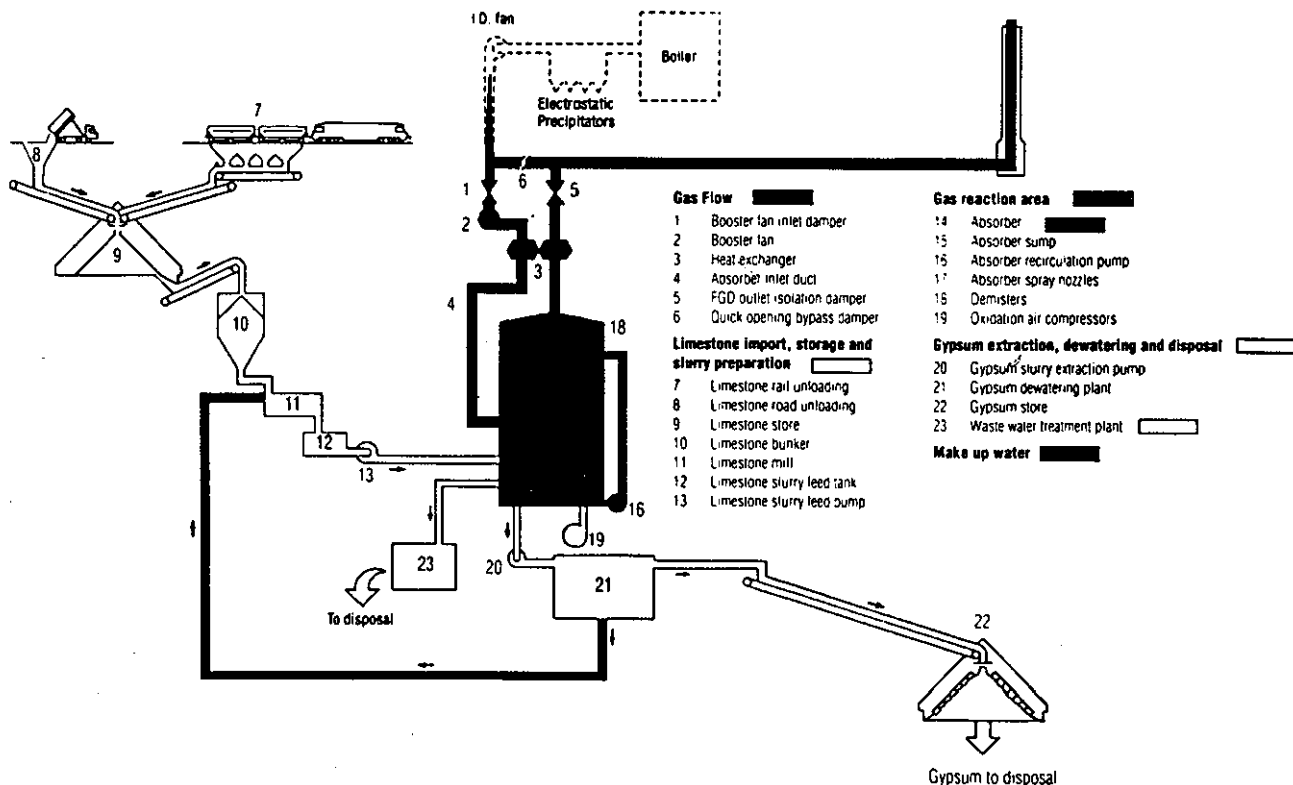 I.D. fan
Boiler
Electrostatic
Precipitators
7
8
9
10
11
12
13
1
2
3
4
5
6
18
16
19
20
21
22
23
To disposal
Gypsum to disposal
Gas Flow
1 Booster fan inlet damper
2 Booster fan
3 Heat exchanger
4 Absorber inlet duct
5 FGD outlet isolation damper
6 Quick opening bypass damper
Limestone import, storage and
slurry preparation
7 Limestone rail unloading
8 Limestone road unloading
9 Limestone store
10 Limestone bunker
11 Limestone mill
12 Limestone slurry feed tank
13 Limestone slurry feed pump
Gas reaction area
14 Absorber
15 Absorber sump
16 Absorber recirculation pump
17 Absorber spray nozzles
18 Demisters
19 Oxidation air compressors
Gypsum extraction, dewatering and disposal
20 Gypsum slurry extraction pump
21 Gypsum dewatering plant
22 Gypsum store
23 Waste water treatment plant
Make up water